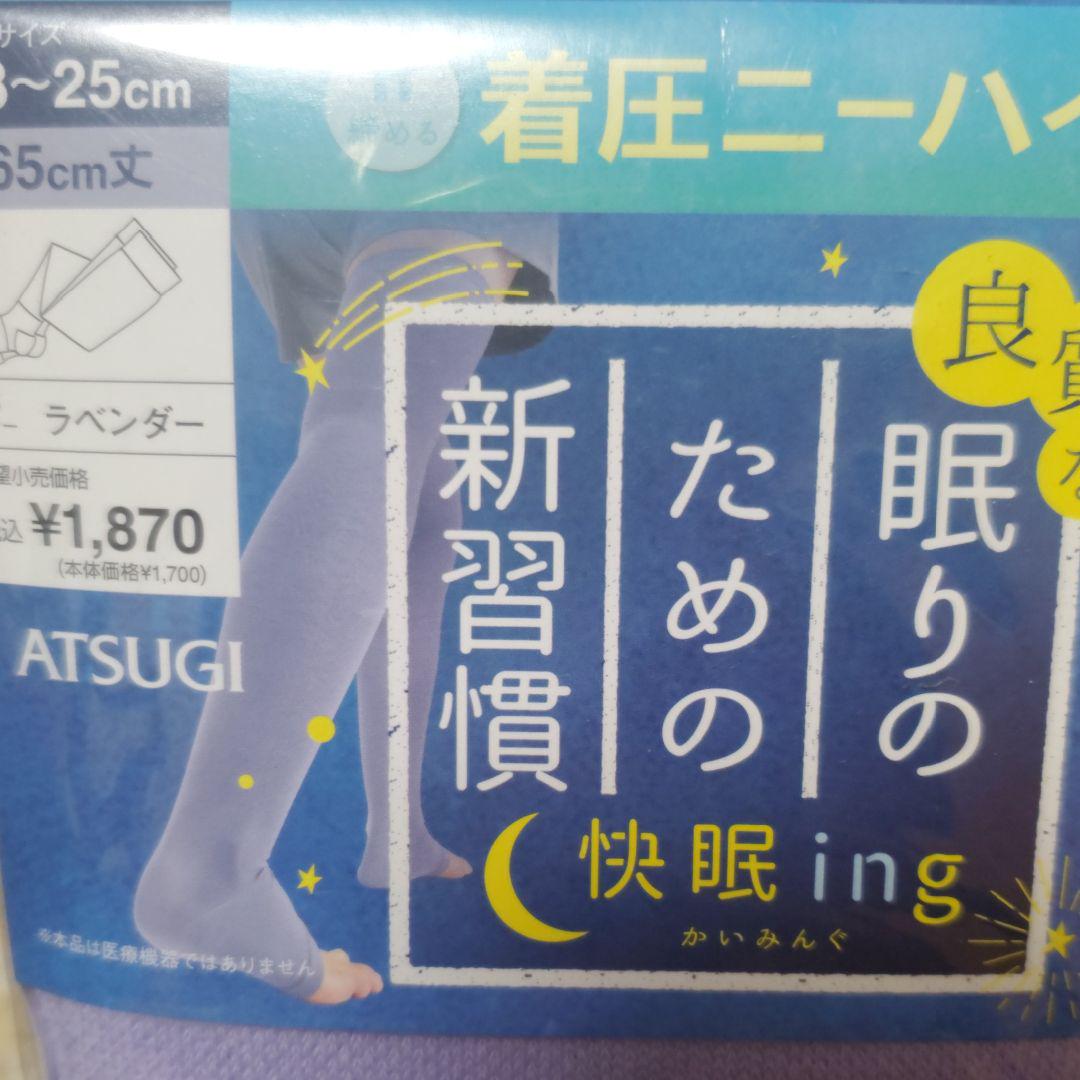 サイズ
3～25cm
65cm丈
ラベンダー
望小売価格
込 ¥1,870
(本体価格¥1,700)
ATSUGI
※本品は医療機器ではありません
締める
着圧ニーハイ
良質な
眠りの
ための
新習慣
快眠ing
かいみんぐ